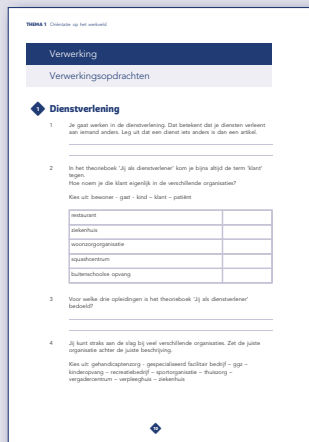 THEMA 1 Oriëntatie op het werkveld
Verwerking
Verwerkingsopdrachten
1 Dienstverlening
1 Je gaat werken in de dienstverlening. Dat betekent dat je diensten verleent
aan iemand anders. Leg uit dat een dienst iets anders is dan een artikel.
2 In het theorieboek 'Jij als dienstverlener' kom je bijna altijd de term 'klant'
tegen.
Hoe noem je die klant eigenlijk in de verschillende organisaties?
Kies uit: bewoner - gast - kind – klant – patiënt
restaurant
ziekenhuis
woonzorgorganisatie
squashcentrum
buitenschoolse opvang
3 Voor welke drie opleidingen is het theorieboek 'Jij als dienstverlener'
bedoeld?
4 Jij kunt straks aan de slag bij veel verschillende organisaties. Zet de juiste
organisatie achter de juiste beschrijving.
Kies uit: gehandicaptenzorg - gespecialiseerd facilitair bedrijf – ggz –
kinderopvang – recreatiebedrijf – sportorganisatie – thuiszorg –
vergadercentrum – verpleeghuis – ziekenhuis
10